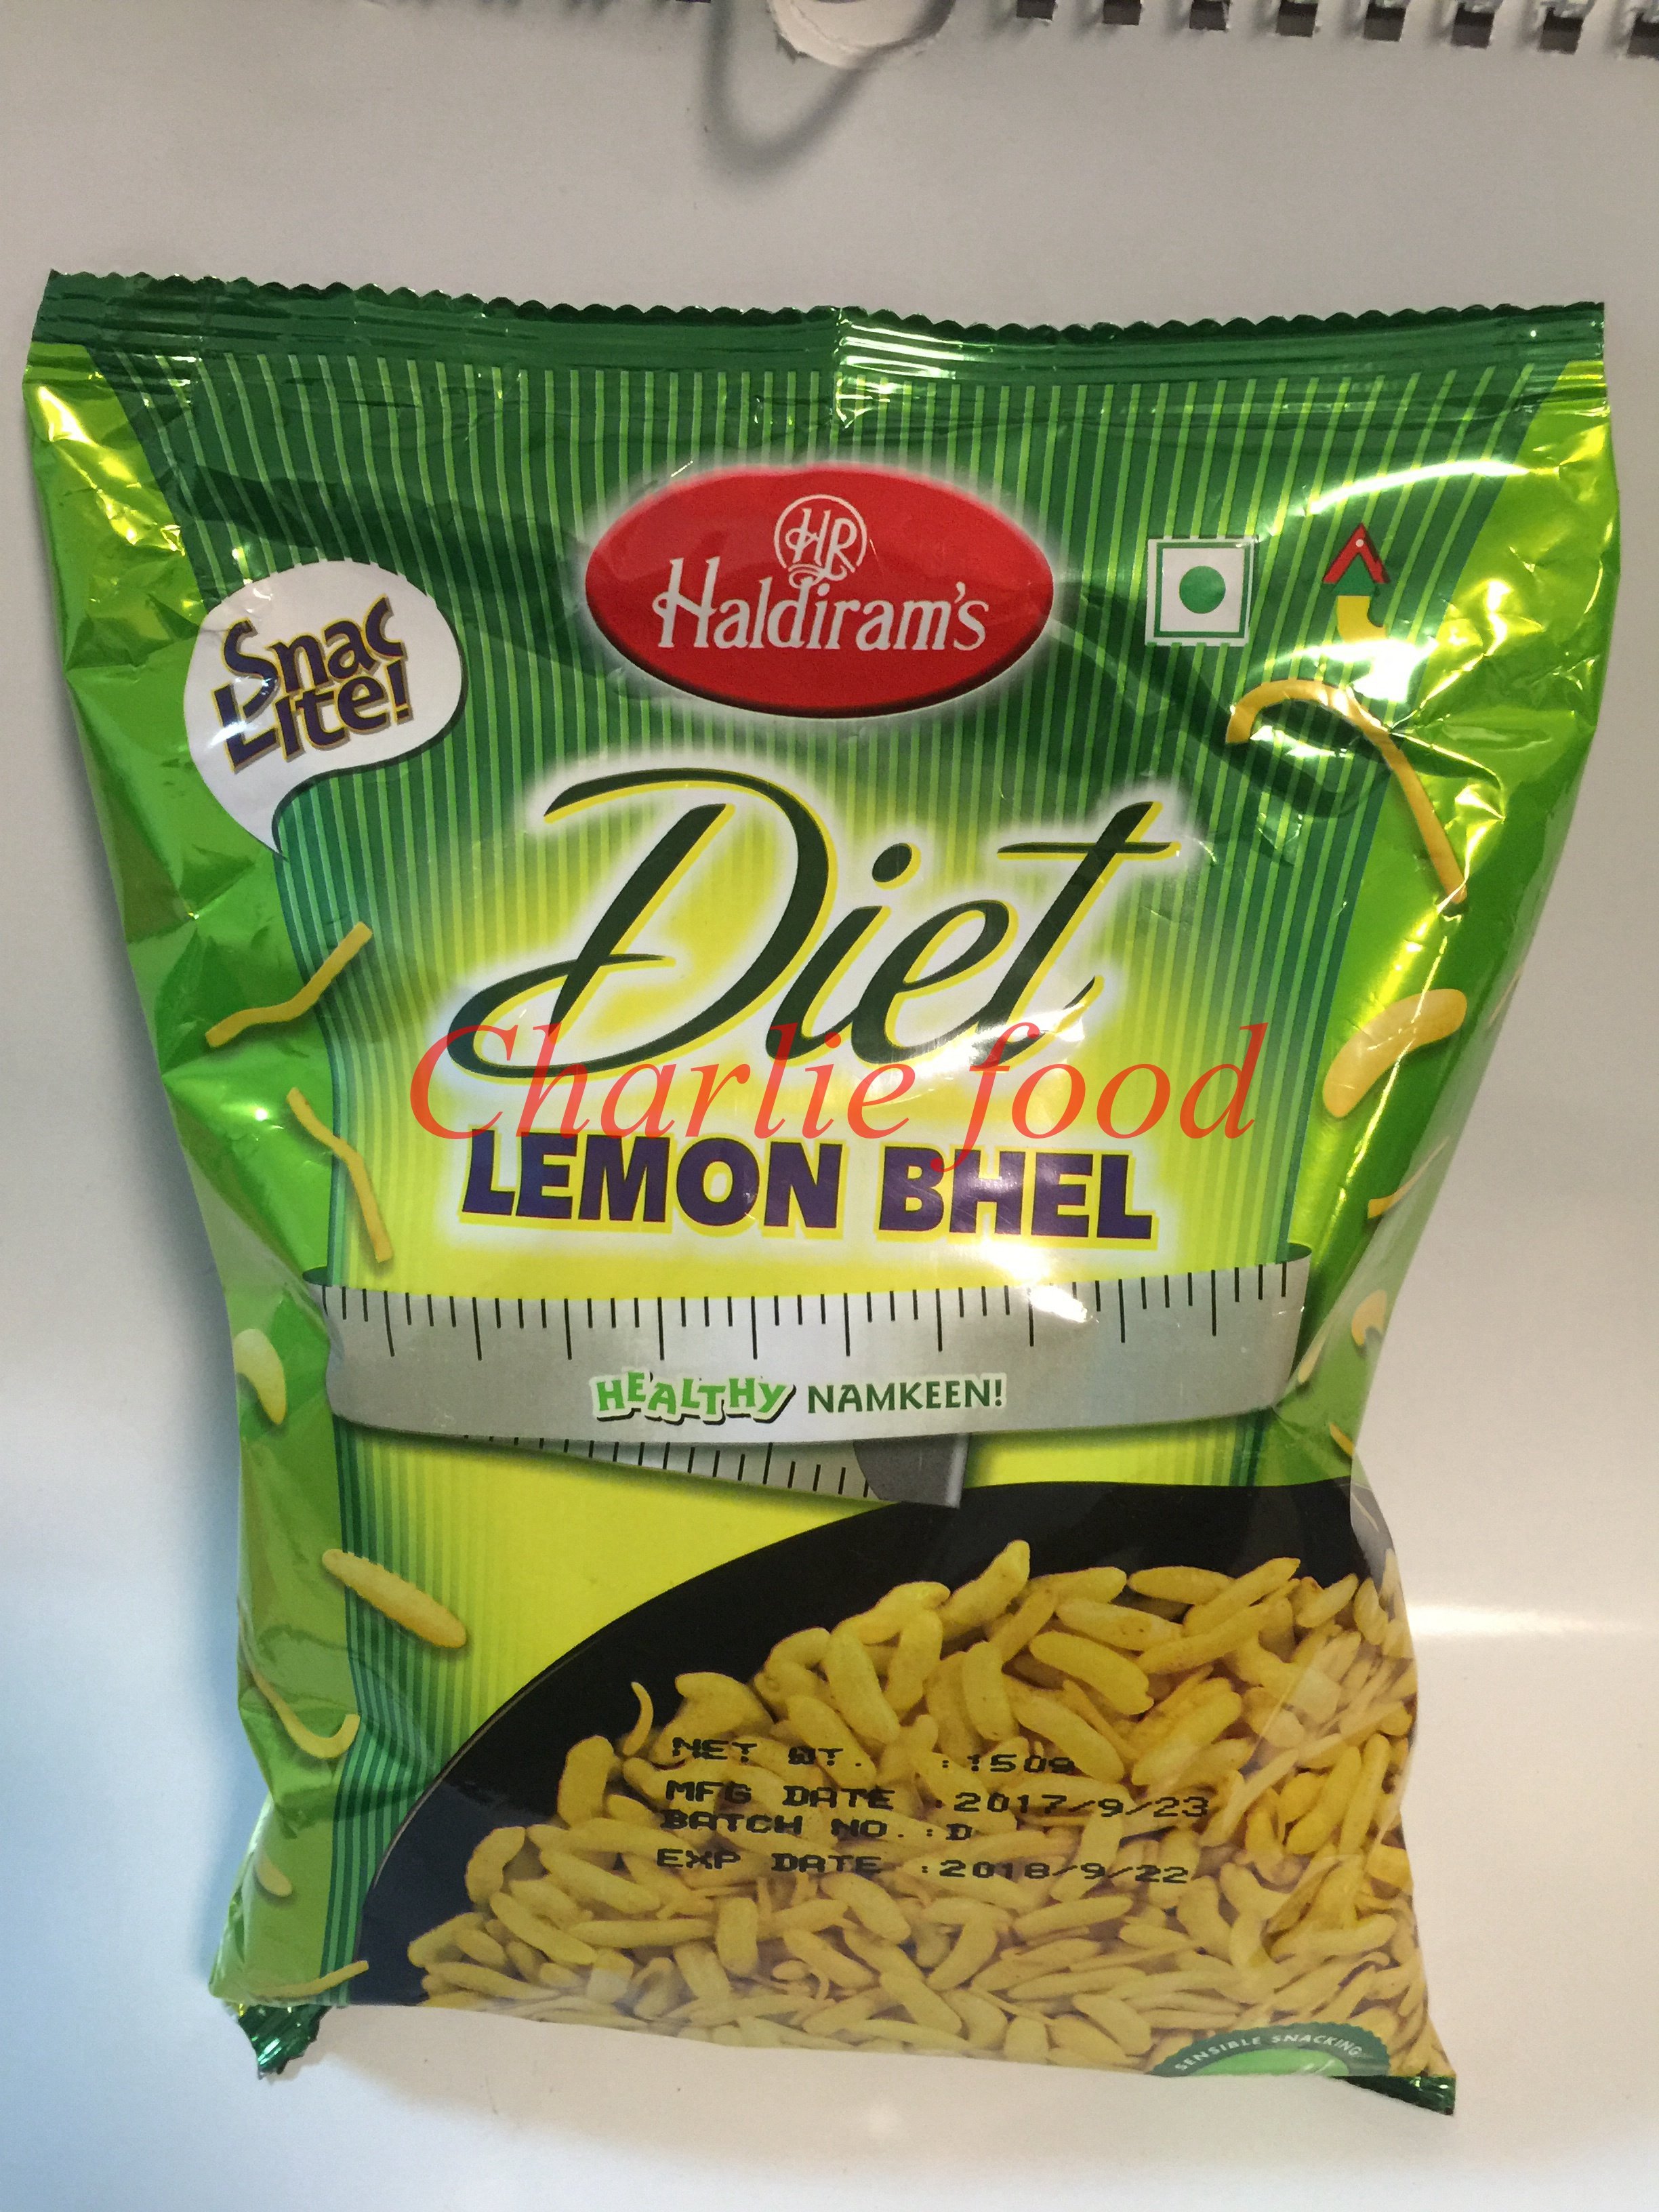 HR
Haldiram's
Snac
Lite!
Diet
Charlie food
LEMON BHEL
HEALTHY NAMKEEN!
NET WT. : 150g
MFG DATE : 2017/9/23
BATCH NO. : D
EXP DATE : 2018/9/22
SENSIBLE SNACKING